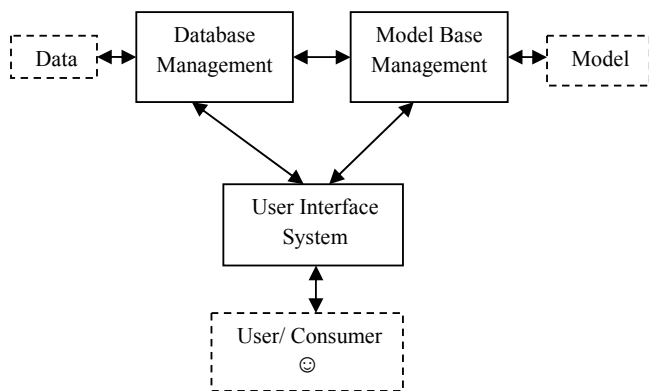 Data
Database
Management
Model Base
Management
Model
User Interface
System
User/ Consumer
☺